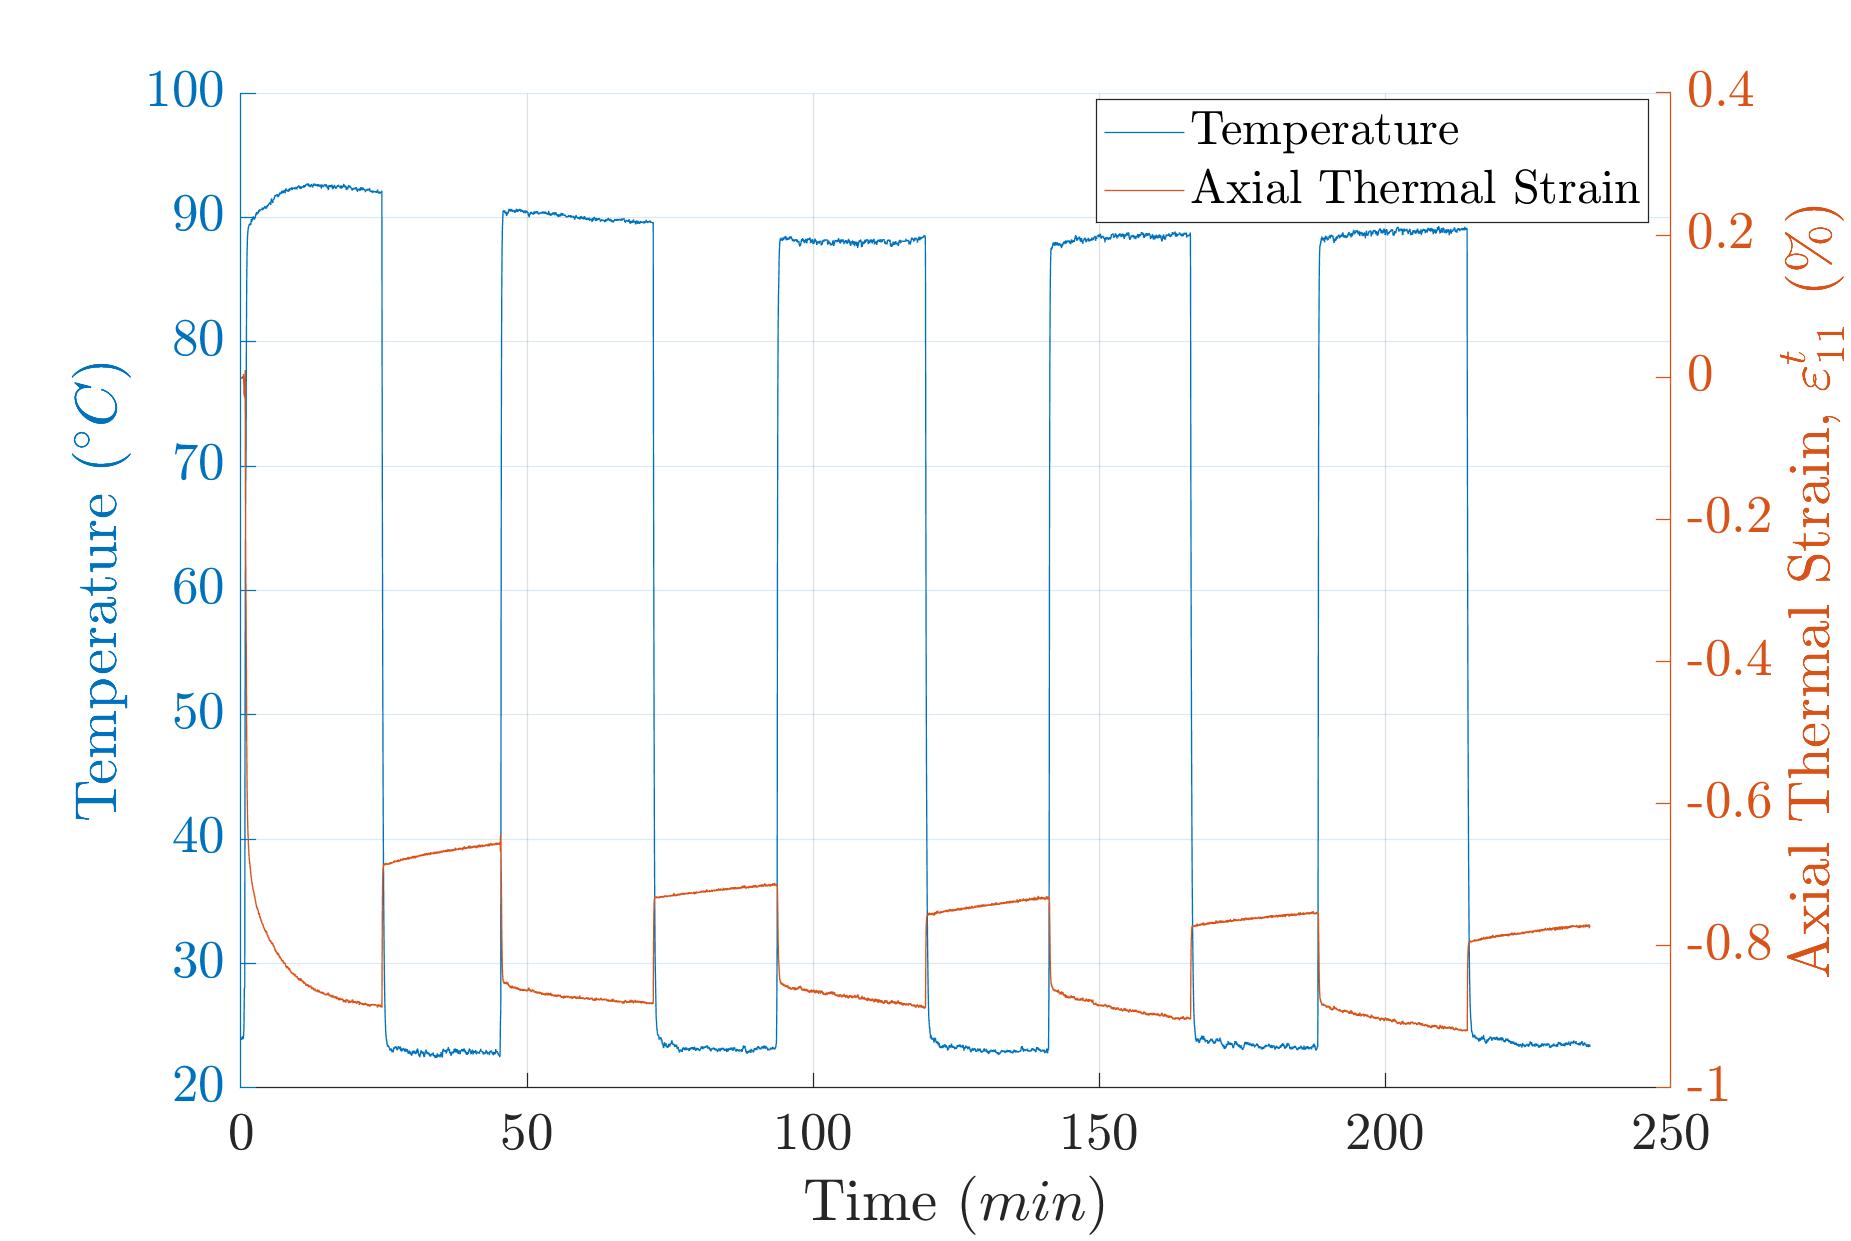 Temperature (°C)
100
90
80
70
60
50
40
30
20
Temperature
Axial Thermal Strain
0.4
0.2
0
-0.2
-0.4
-0.6
-0.8
-1
Axial Thermal Strain, ε₁₁ᵗ (%)
0 50 100 150 200 250
Time (min)